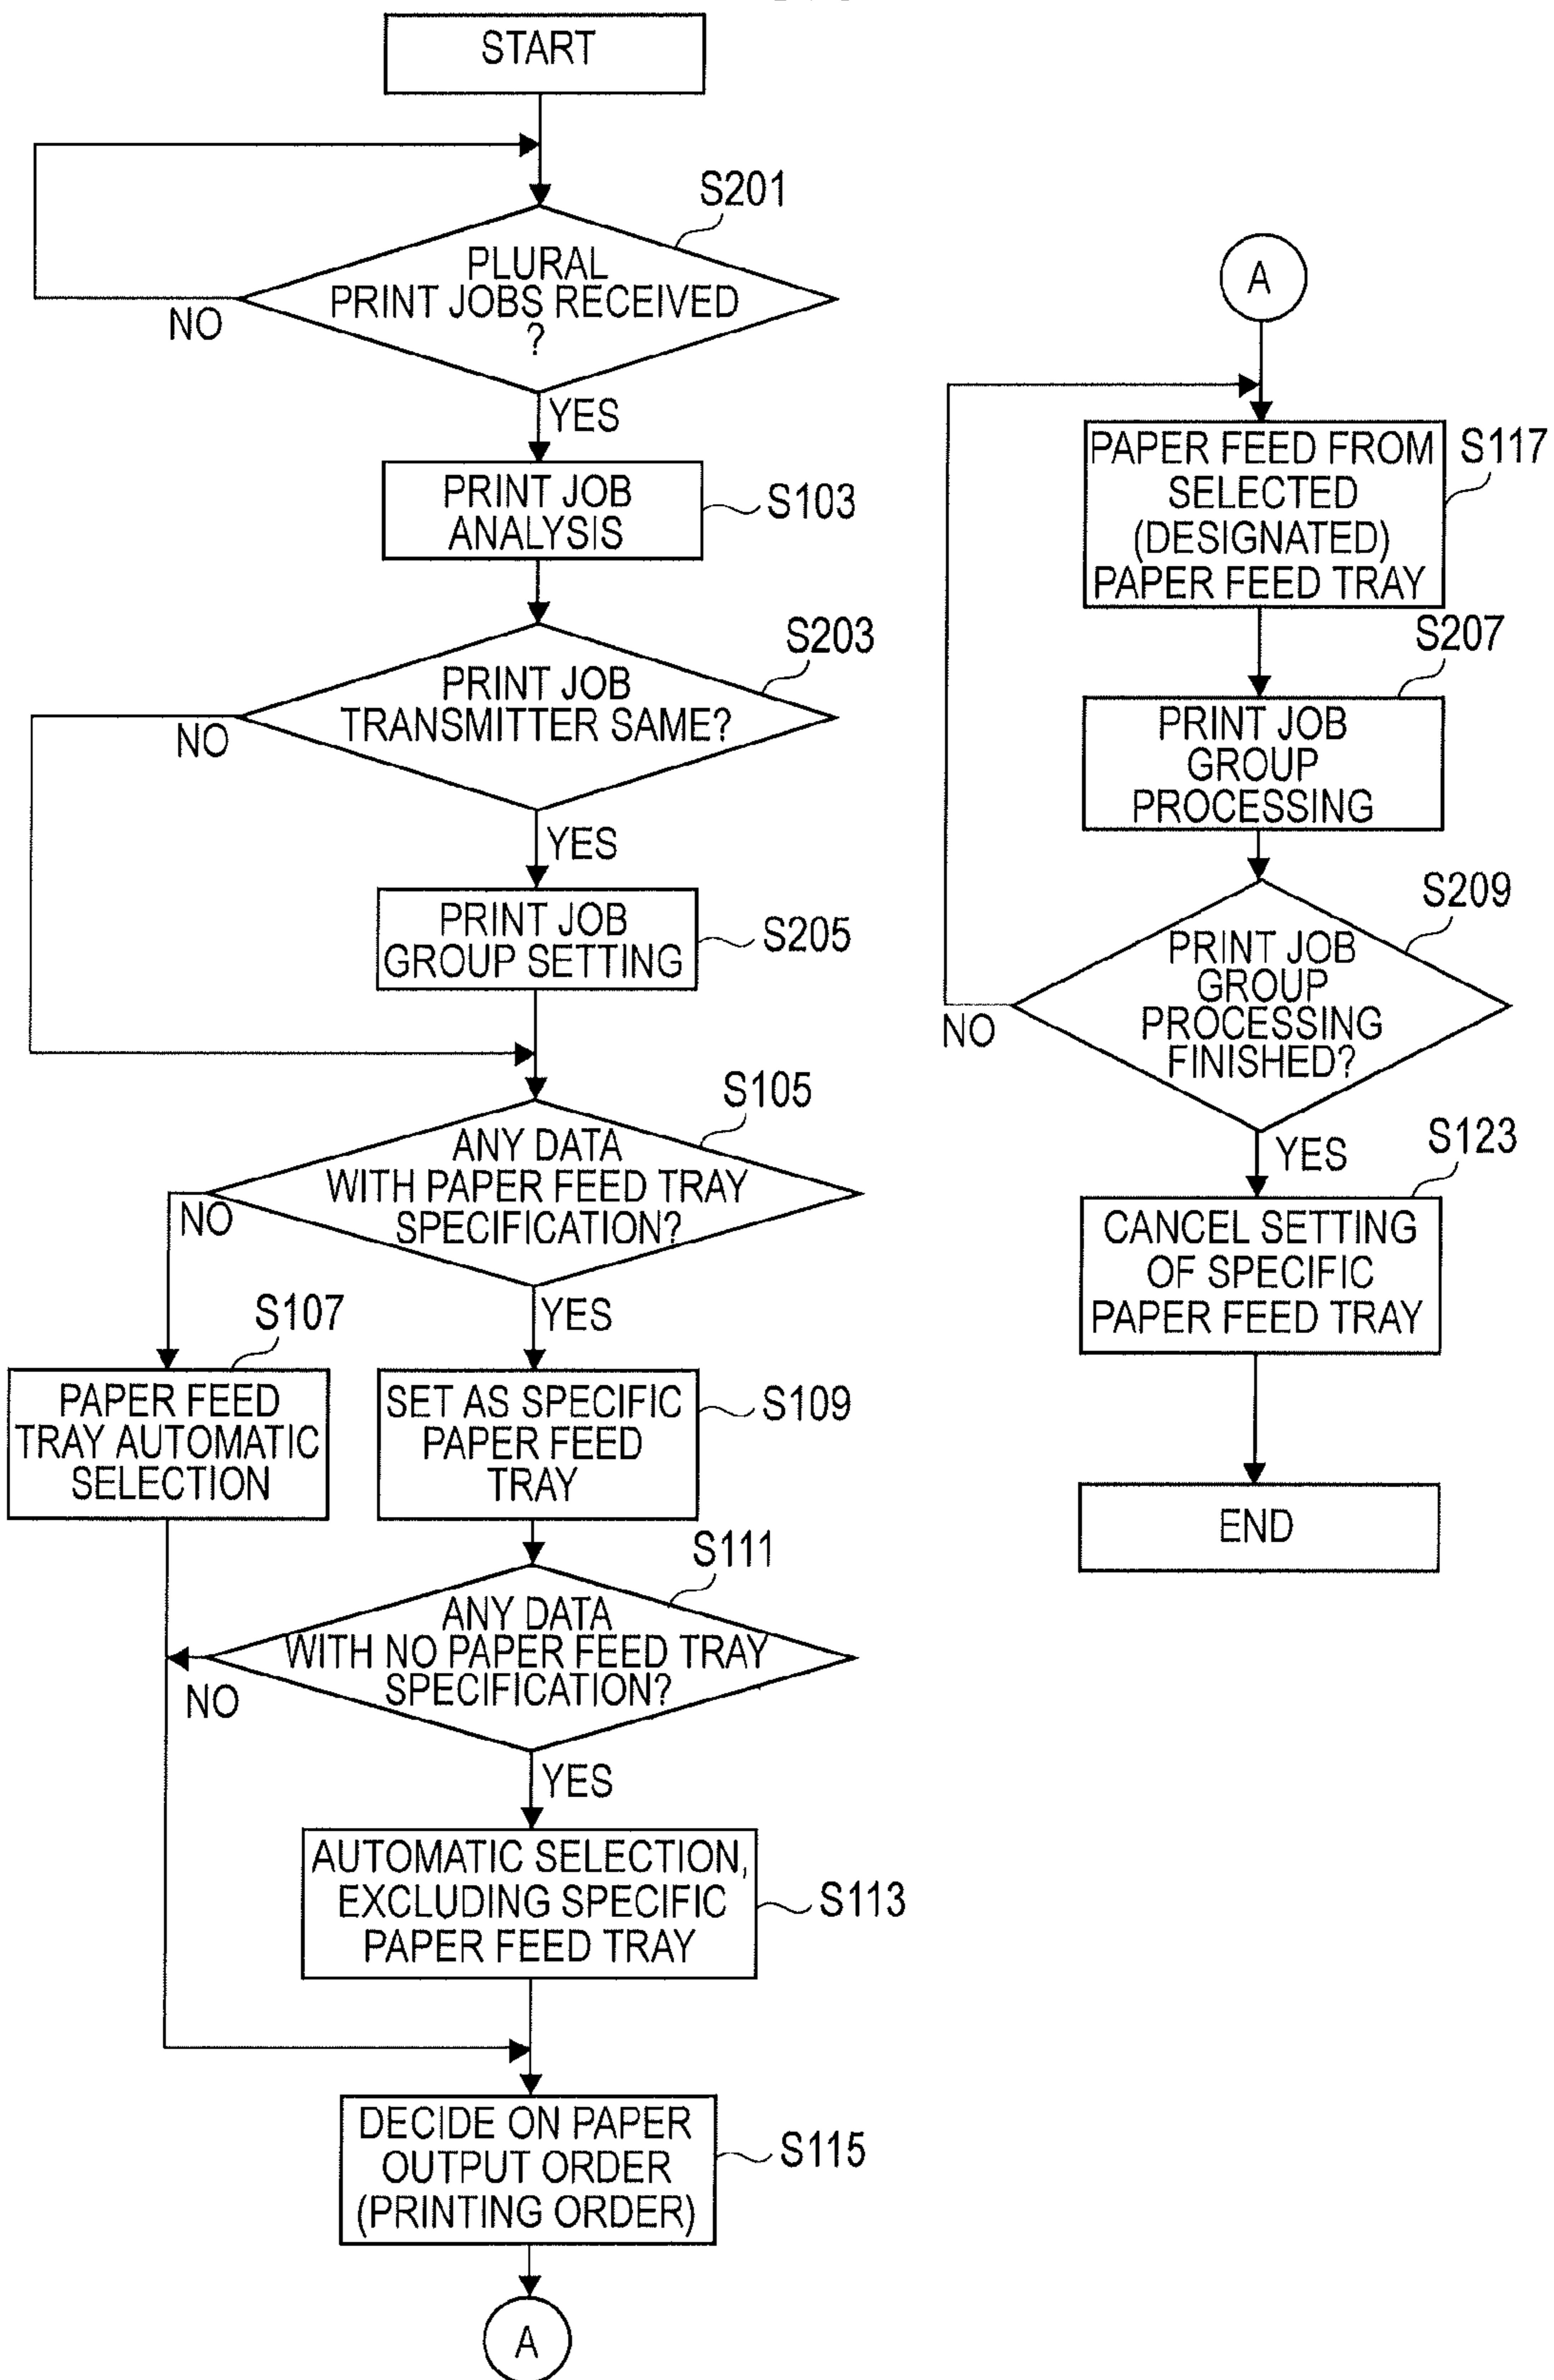 START
S201
PLURAL
PRINT JOBS RECEIVED
?
NO
YES
PRINT JOB
ANALYSIS
S103
S203
PRINT JOB
TRANSMITTER SAME?
NO
YES
PRINT JOB
GROUP SETTING
S205
S105
ANY DATA
WITH PAPER FEED TRAY
SPECIFICATION?
NO
YES
S107
PAPER FEED
TRAY AUTOMATIC
SELECTION
SET AS SPECIFIC
PAPER FEED
TRAY
S109
S111
ANY DATA
WITH NO PAPER FEED TRAY
SPECIFICATION?
NO
YES
AUTOMATIC SELECTION,
EXCLUDING SPECIFIC
PAPER FEED TRAY
S113
DECIDE ON PAPER
OUTPUT ORDER
(PRINTING ORDER)
S115
A
A
PAPER FEED FROM
SELECTED
(DESIGNATED)
PAPER FEED TRAY
S117
S207
PRINT JOB
GROUP
PROCESSING
S209
PRINT JOB
GROUP
PROCESSING
FINISHED?
NO
YES
S123
CANCEL SETTING
OF SPECIFIC
PAPER FEED TRAY
END